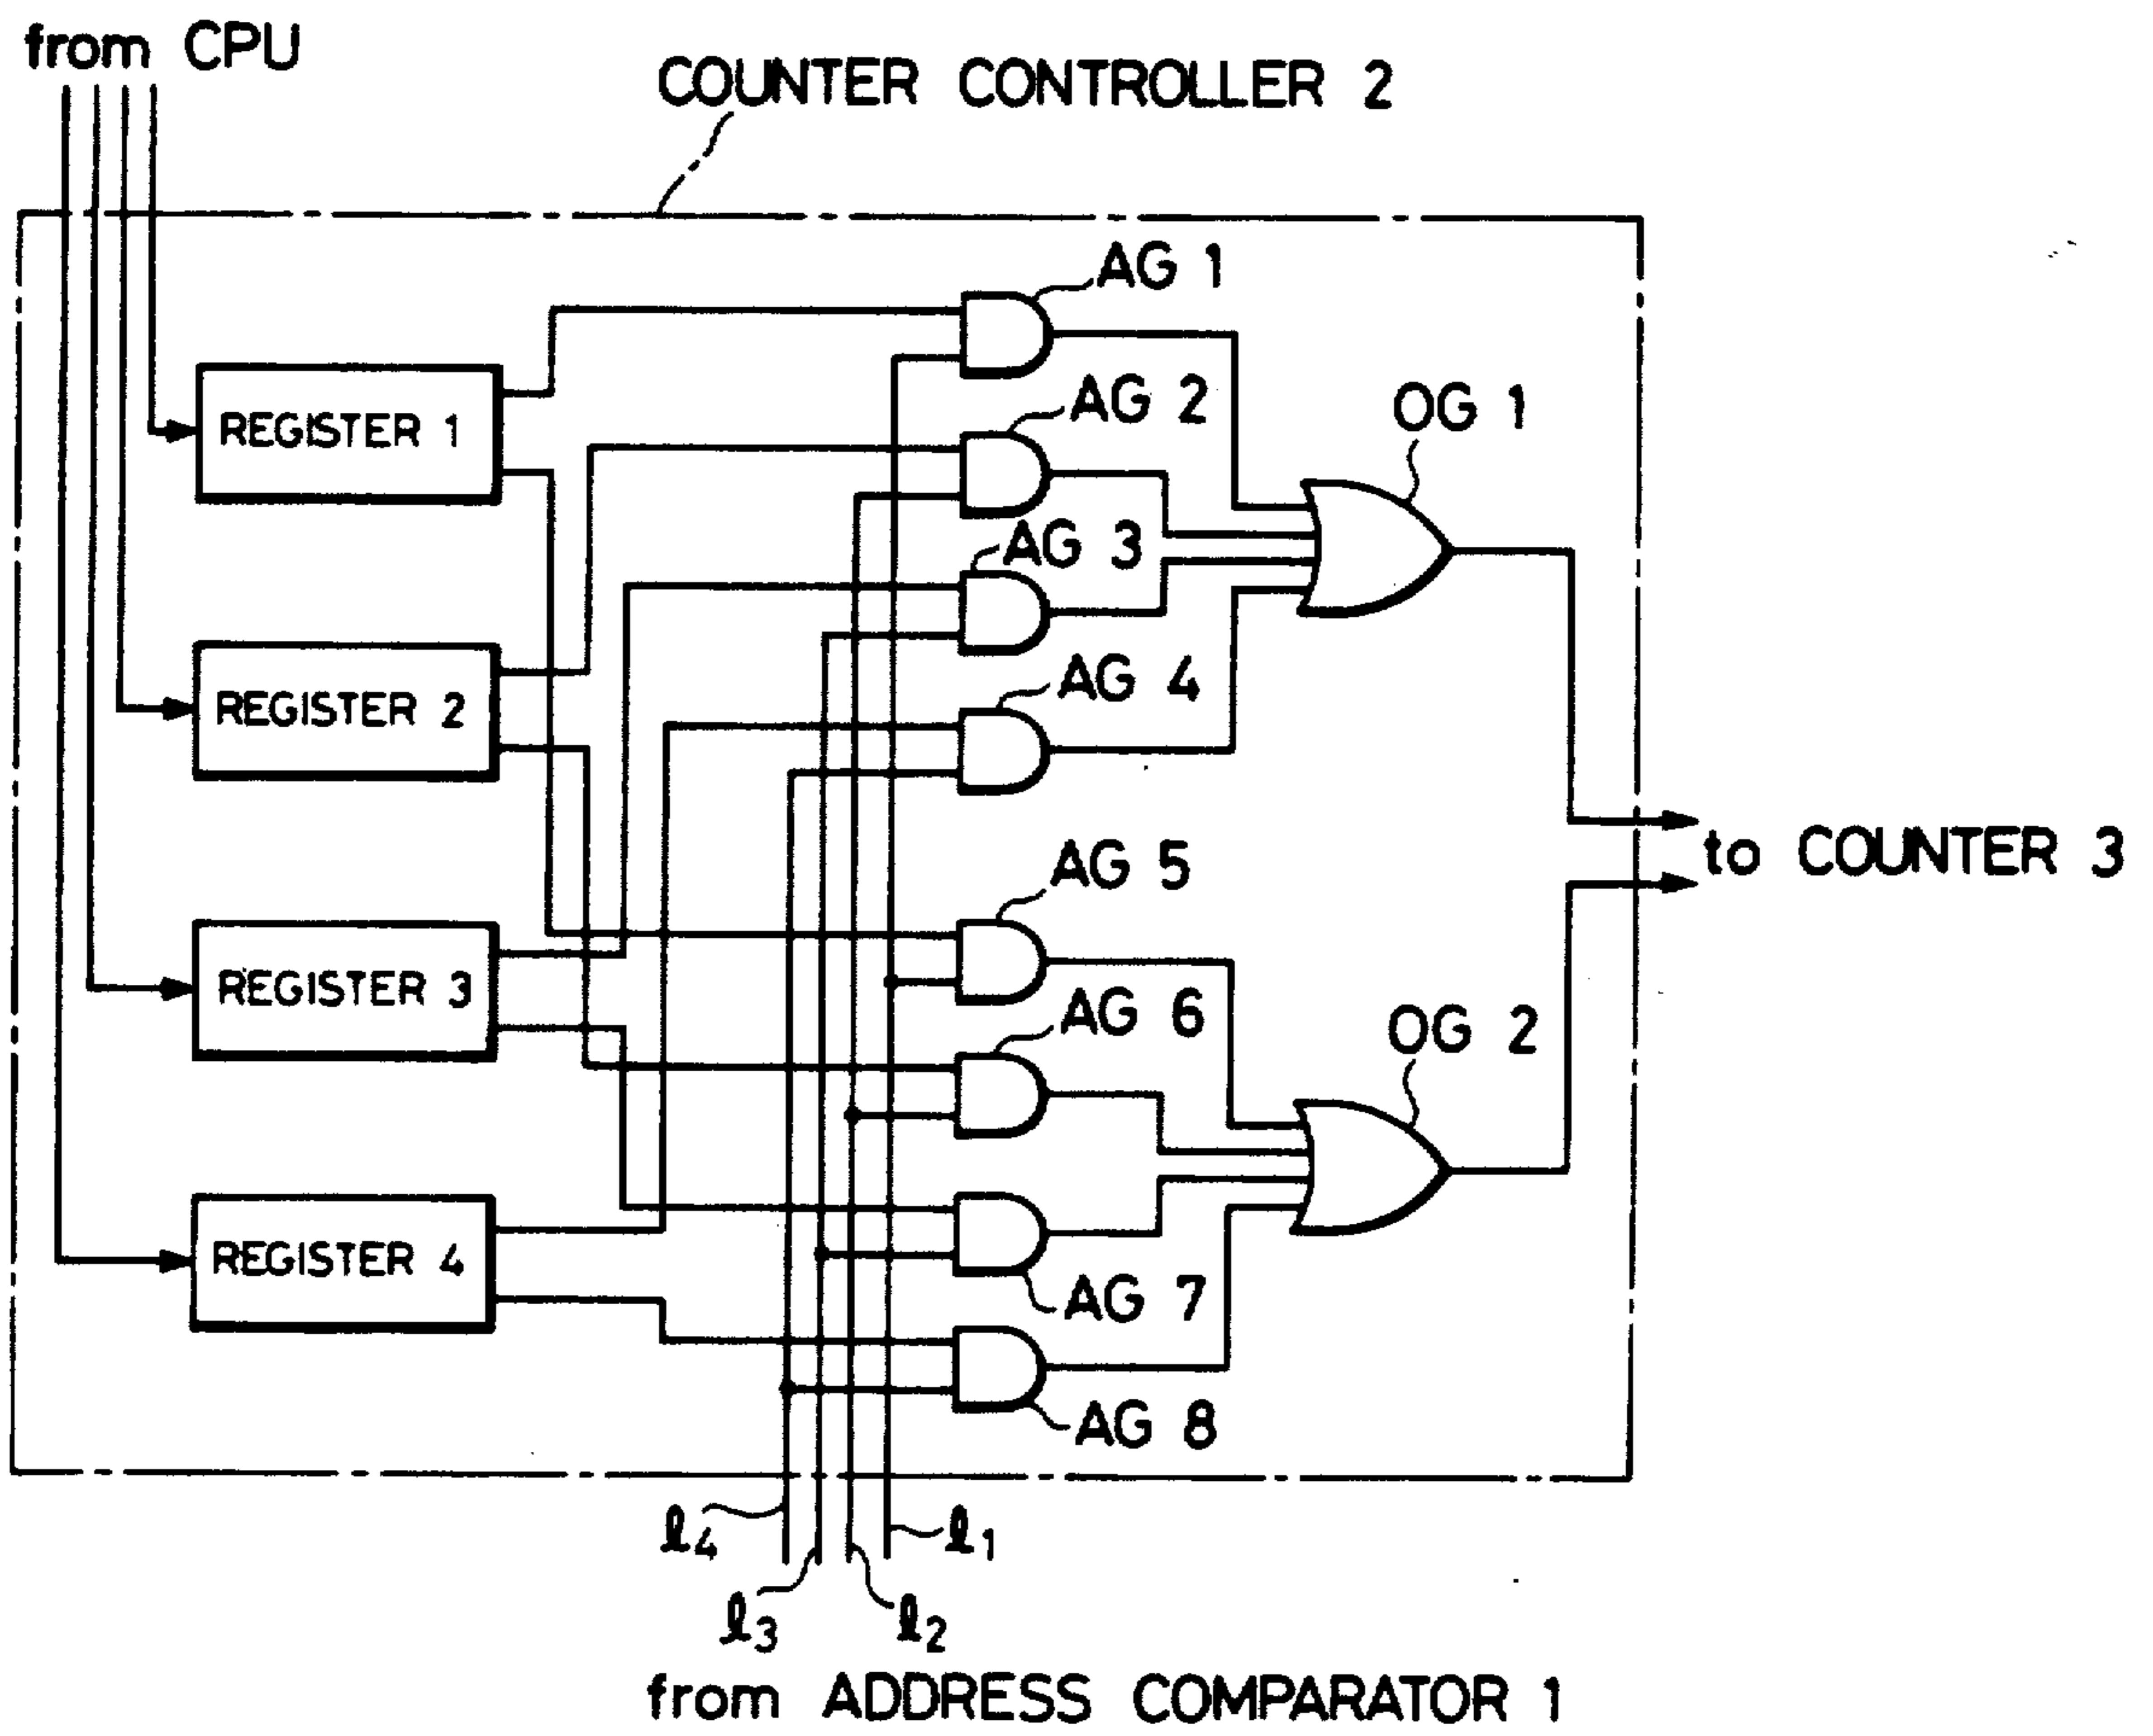 from CPU
COUNTER CONTROLLER 2
AG 1
AG 2
OG 1
REGISTER 1
AG 3
AG 4
REGISTER 2
to COUNTER 3
AG 5
REGISTER 3
AG 6
OG 2
REGISTER 4
AG 7
AG 8
ℓ4
ℓ1
ℓ3
ℓ2
from ADDRESS COMPARATOR 1